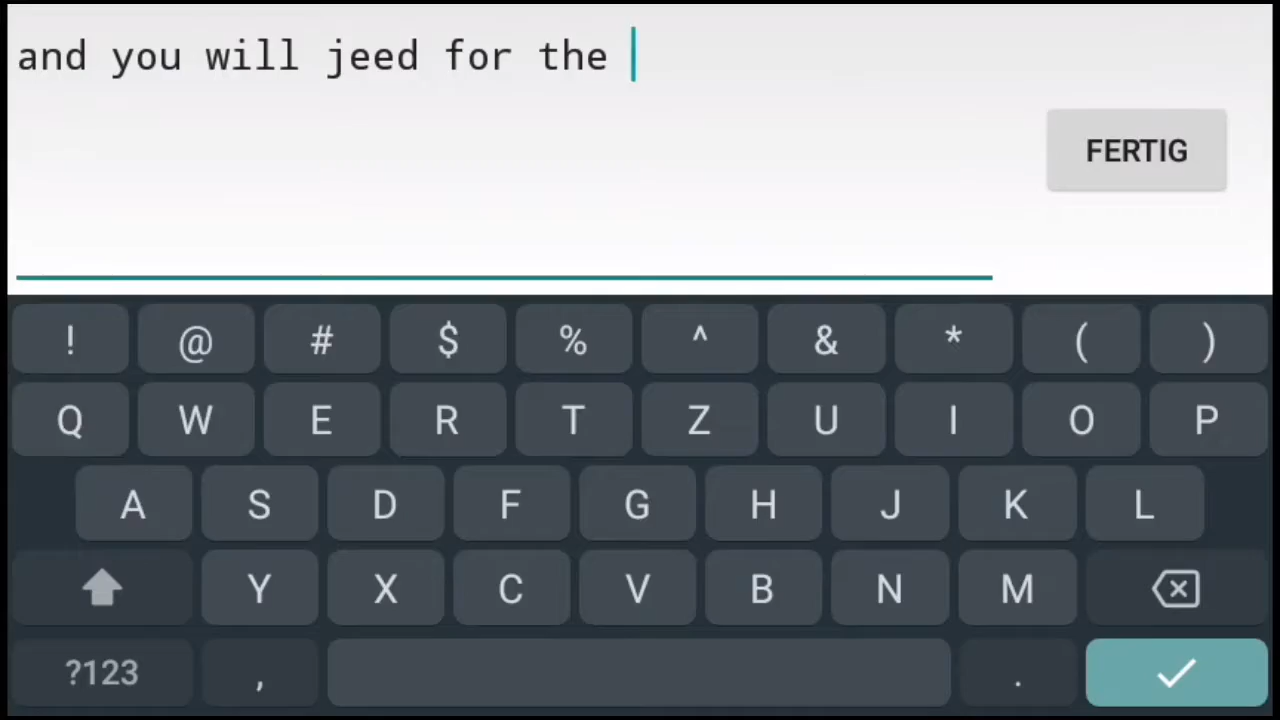 and you will jeed for the
FERTIG
! @ # $ % ^ & * ( )
Q W E R T Z U I O P
A S D F G H J K L
Y X C V B N M
?123 , .